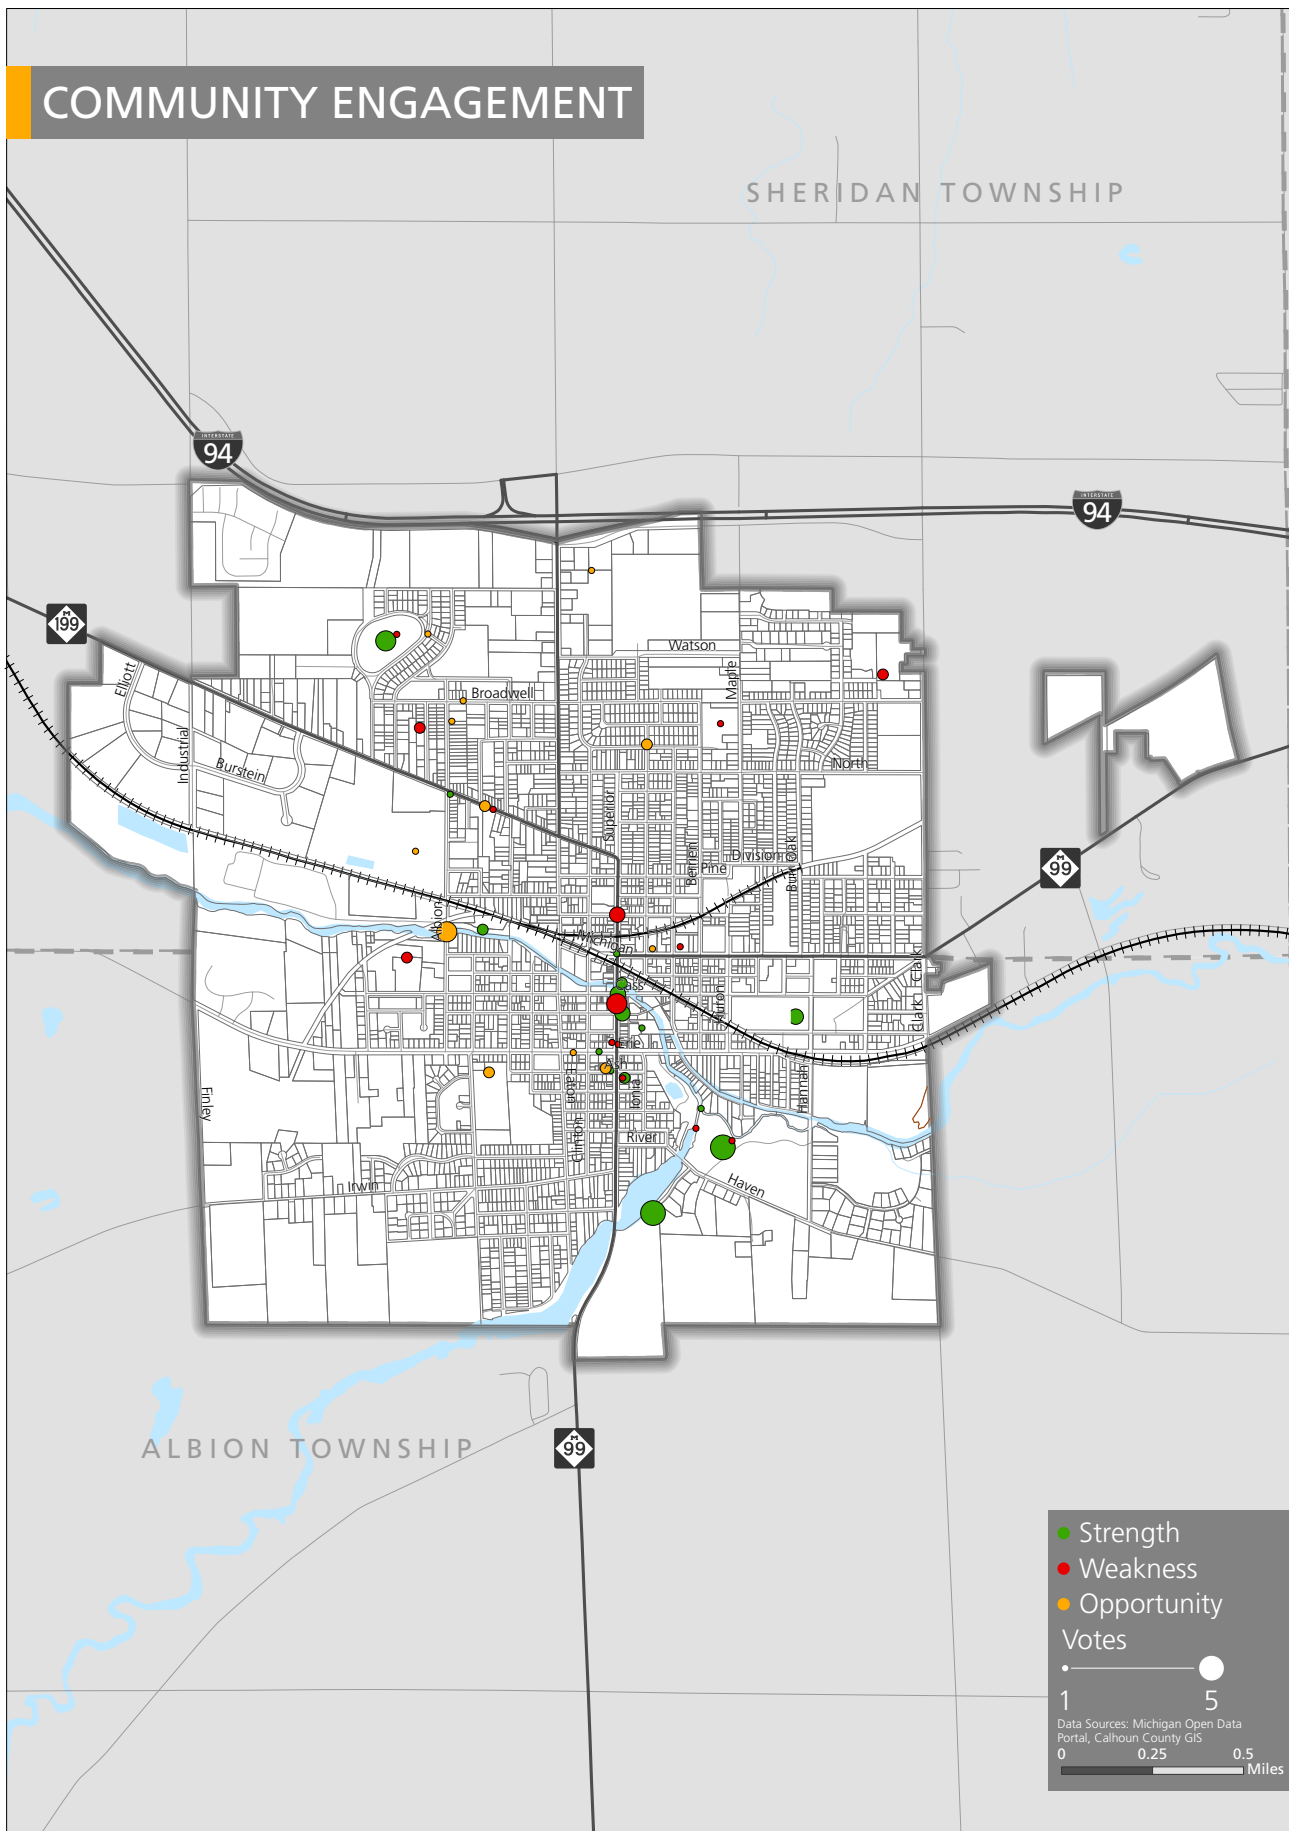 COMMUNITY ENGAGEMENT
SHERIDAN TOWNSHIP
INTERSTATE
94
INTERSTATE
94
M
199
Watson
Elliott
Maple
Broadwell
Industrial
Burstein
North
Superior
Berrien
Division
Burr Oak
Pine
M
99
Albion
Michigan
Clark
Cass
Huron
Clark
Erie
Ash
Eaton
Ionia
Hannah
Finley
Clinton
River
Irwin
Haven
ALBION TOWNSHIP
M
99
Strength
Weakness
Opportunity
Votes
1 5
Data Sources: Michigan Open Data
Portal, Calhoun County GIS
0 0.25 0.5
Miles